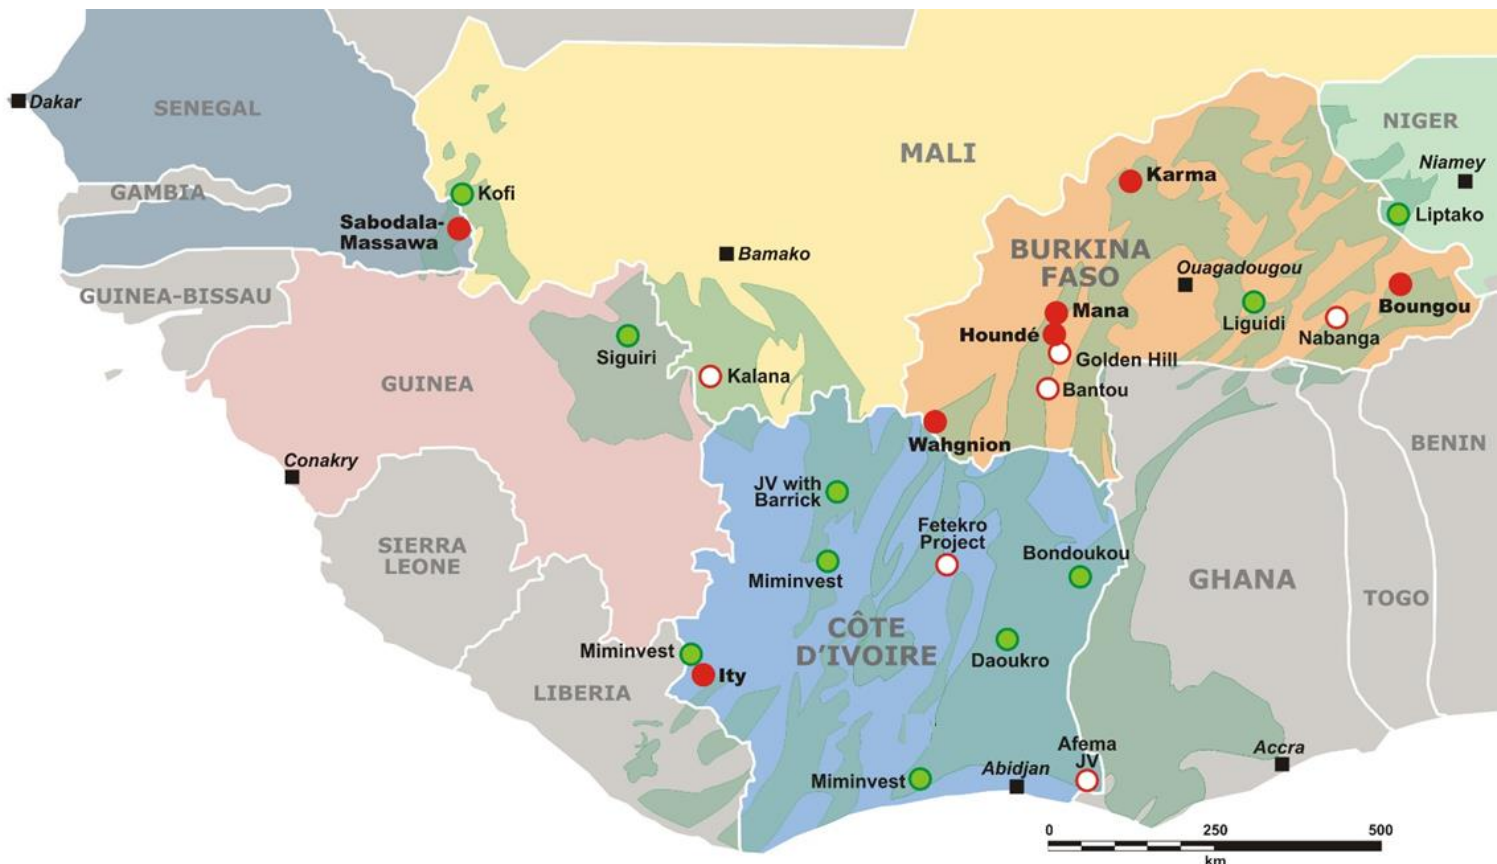 Dakar
SENEGAL
GAMBIA
Kofi
Sabodala-
Massawa
GUINEA-BISSAU
MALI
Bamako
Karma
NIGER
Niamey
Liptako
BURKINA
FASO
Ouagadougou
Mana
Houndé
Golden Hill
Bantou
Liguidi
Nabanga
Boungou
Siguiri
GUINEA
Kalana
Wahgnion
BENIN
Conakry
JV with
Barrick
SIERRA
LEONE
Fetekro
Project
Miminvest
Bondoukou
GHANA
TOGO
CÔTE
D'IVOIRE
Miminvest
Ity
Daoukro
LIBERIA
Miminvest
Abidjan
Afema
JV
Accra
0 250 500
km